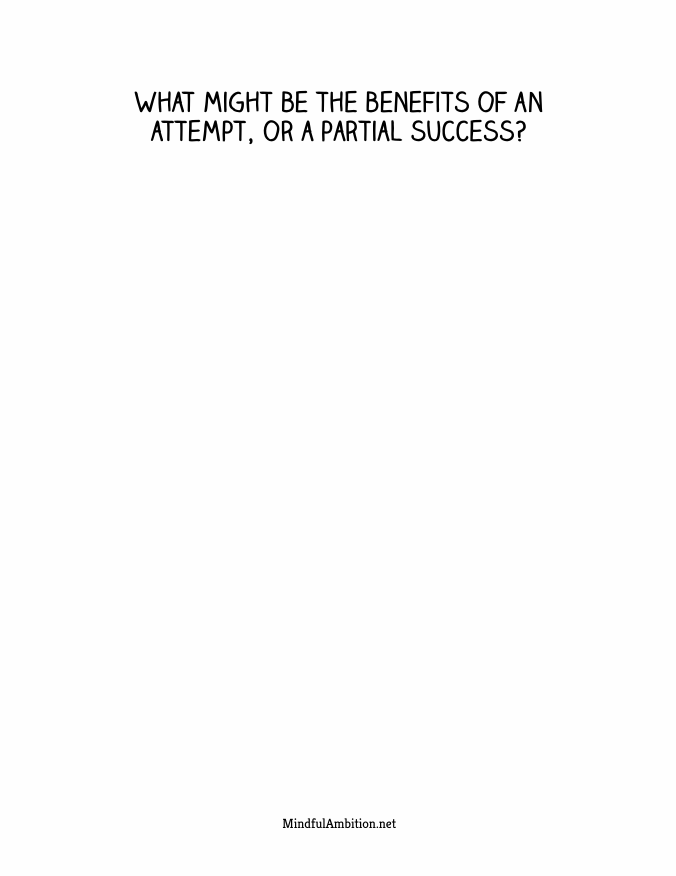 WHAT MIGHT BE THE BENEFITS OF AN
ATTEMPT, OR A PARTIAL SUCCESS?
MindfulAmbition.net